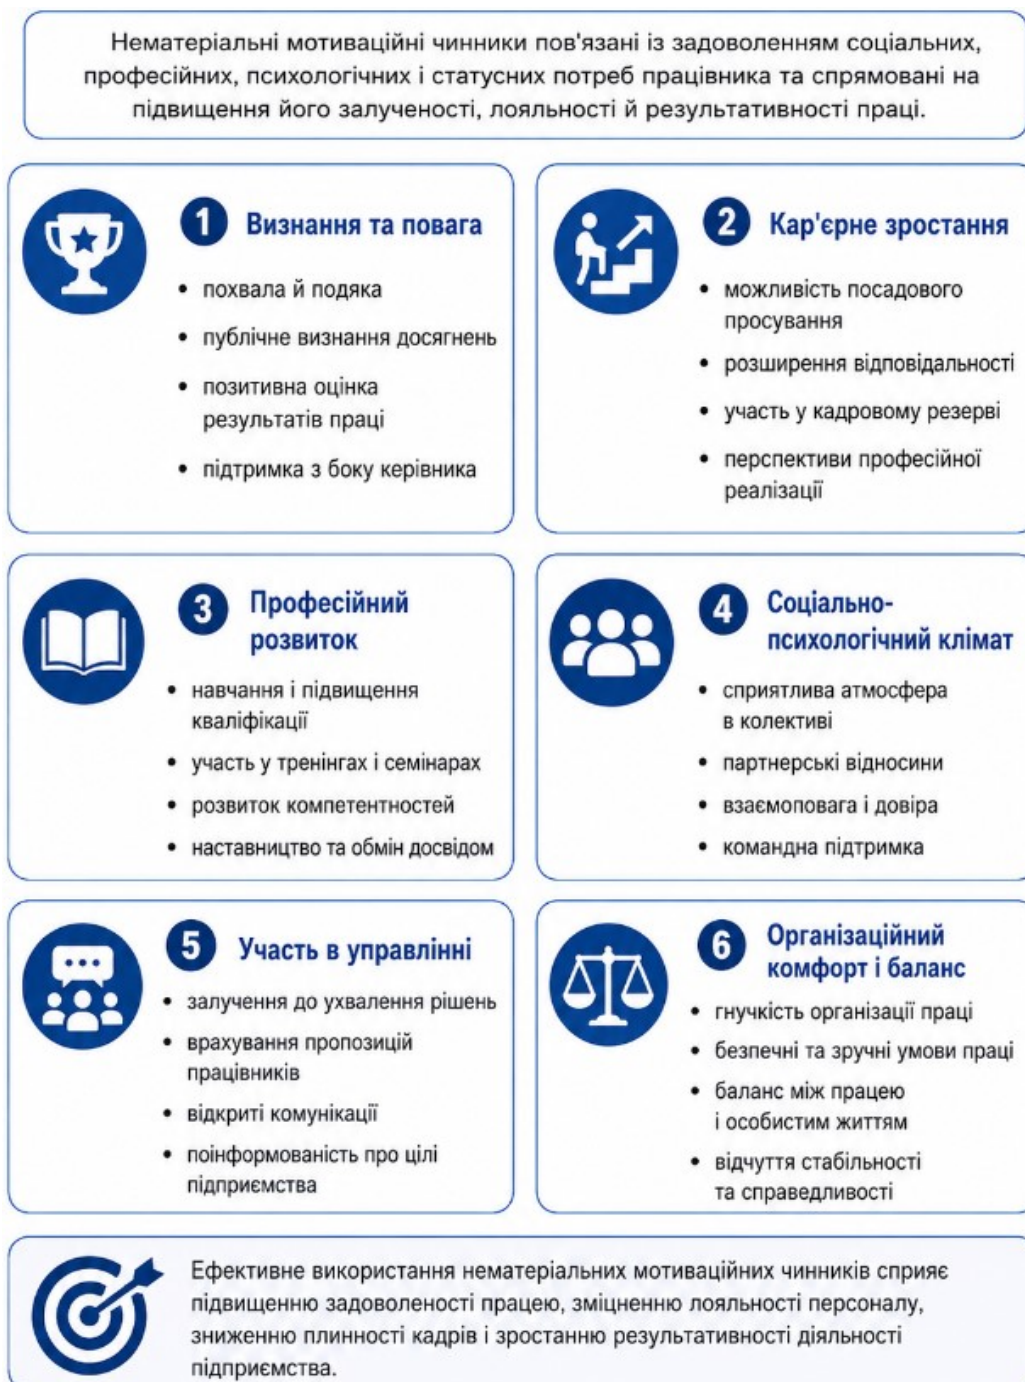 Нематеріальні мотиваційні чинники пов'язані із задоволенням соціальних,
професійних, психологічних і статусних потреб працівника та спрямовані на
підвищення його залученості, лояльності й результативності праці.
1 Визнання та повага
• похвала й подяка
• публічне визнання досягнень
• позитивна оцінка
результатів праці
• підтримка з боку керівника
2 Кар'єрне зростання
• можливість посадового
просування
• розширення відповідальності
• участь у кадровому резерві
• перспективи професійної
реалізації
3 Професійний
розвиток
• навчання і підвищення
кваліфікації
• участь у тренінгах і семінарах
• розвиток компетентностей
• наставництво та обмін досвідом
4 Соціально-
психологічний клімат
• сприятлива атмосфера
в колективі
• партнерські відносини
• взаємоповага і довіра
• командна підтримка
5 Участь в управлінні
• залучення до ухвалення рішень
• врахування пропозицій
працівників
• відкриті комунікації
• поінформованість про цілі
підприємства
6 Організаційний
комфорт і баланс
• гнучкість організації праці
• безпечні та зручні умови праці
• баланс між працею
і особистим життям
• відчуття стабільності
та справедливості
Ефективне використання нематеріальних мотиваційних чинників сприяє
підвищенню задоволеності працею, зміцненню лояльності персоналу,
зниженню плинності кадрів і зростанню результативності діяльності
підприємства.